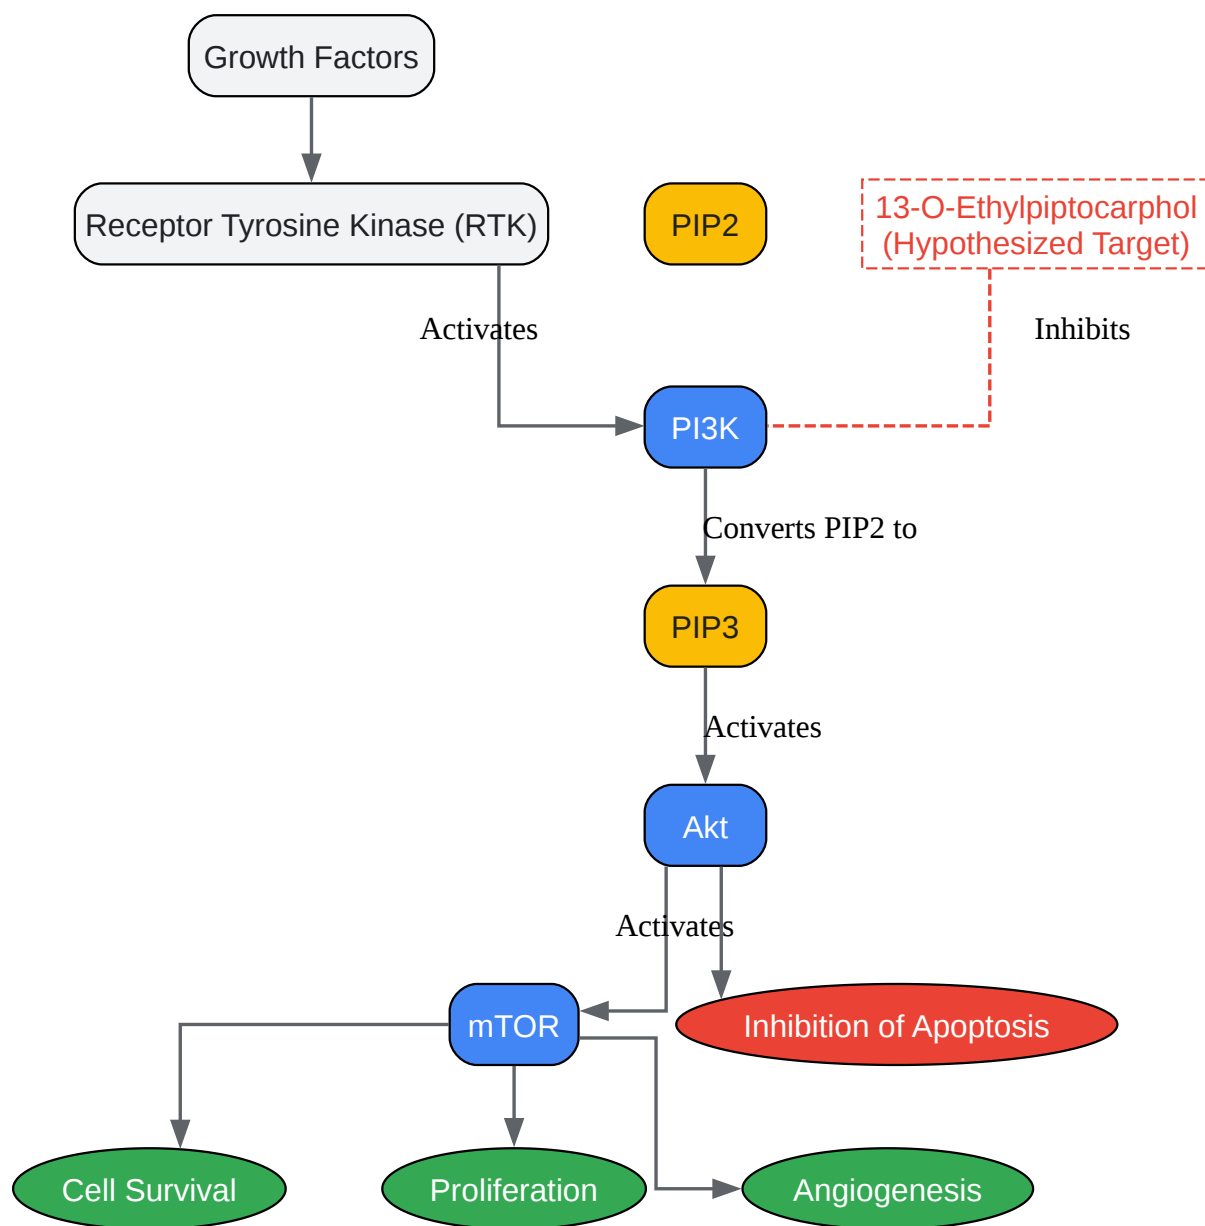 Growth Factors
Receptor Tyrosine Kinase (RTK)
PIP2
13-O-Ethylpiptocarphol
(Hypothesized Target)
Activates
Inhibits
PI3K
Converts PIP2 to
PIP3
Activates
Akt
Activates
mTOR
Inhibition of Apoptosis
Cell Survival
Proliferation
Angiogenesis